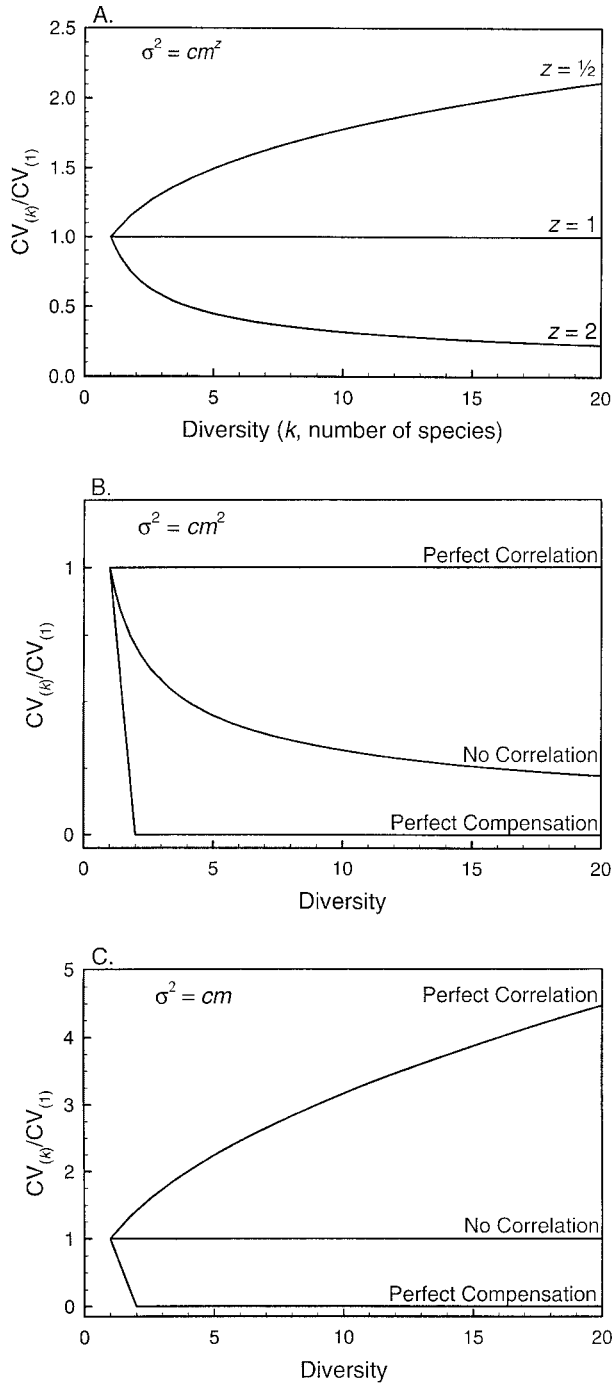 A.
2.5
σ² = cmᶻ
z = ½
2.0
1.5
CV₍ₖ₎/CV₍₁₎
1.0
z = 1
0.5
z = 2
0.0
0 5 10 15 20
Diversity (k, number of species)
B.
σ² = cm²
1
Perfect Correlation
CV₍ₖ₎/CV₍₁₎
No Correlation
Perfect Compensation
0
0 5 10 15 20
Diversity
C.
5
σ² = cm
Perfect Correlation
4
3
CV₍ₖ₎/CV₍₁₎
2
No Correlation
1
Perfect Compensation
0
0 5 10 15 20
Diversity